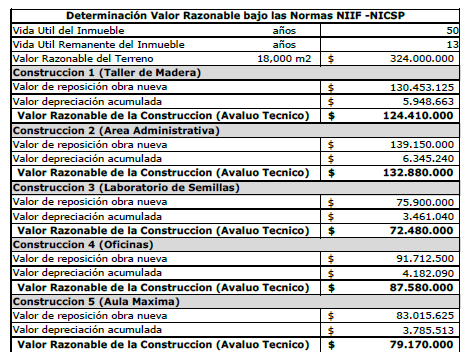 Determinación Valor Razonable bajo las Normas NIIF -NICSP
Vida Util del Inmueble años 50
Vida Util Remanente del Inmueble años 13
Valor Razonable del Terreno 18,000 m2 $ 324.000.000
Construccion 1 (Taller de Madera)
Valor de reposición obra nueva $ 130.453.125
Valor depreciación acumulada $ 5.948.663
Valor Razonable de la Construccion (Avaluo Tecnico) $ 124.410.000
Construccion 2 (Area Administrativa)
Valor de reposición obra nueva $ 139.150.000
Valor depreciación acumulada $ 6.345.240
Valor Razonable de la Construccion (Avaluo Tecnico) $ 132.880.000
Construccion 3 (Laboratorio de Semillas)
Valor de reposición obra nueva $ 75.900.000
Valor depreciación acumulada $ 3.461.040
Valor Razonable de la Construccion (Avaluo Tecnico) $ 72.480.000
Construccion 4 (Oficinas)
Valor de reposición obra nueva $ 91.712.500
Valor depreciación acumulada $ 4.182.090
Valor Razonable de la Construccion (Avaluo Tecnico) $ 87.580.000
Construccion 5 (Aula Maxima)
Valor de reposición obra nueva $ 83.015.625
Valor depreciación acumulada $ 3.785.513
Valor Razonable de la Construccion (Avaluo Tecnico) $ 79.170.000